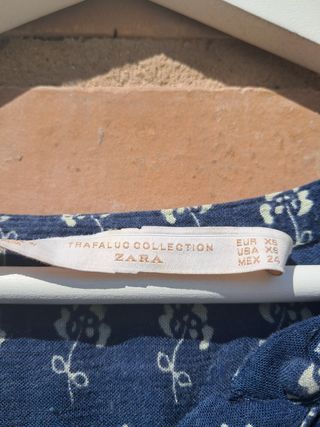 TRAFALUC COLLECTION
ZARA
EUR XS
USA XS
MEX 24